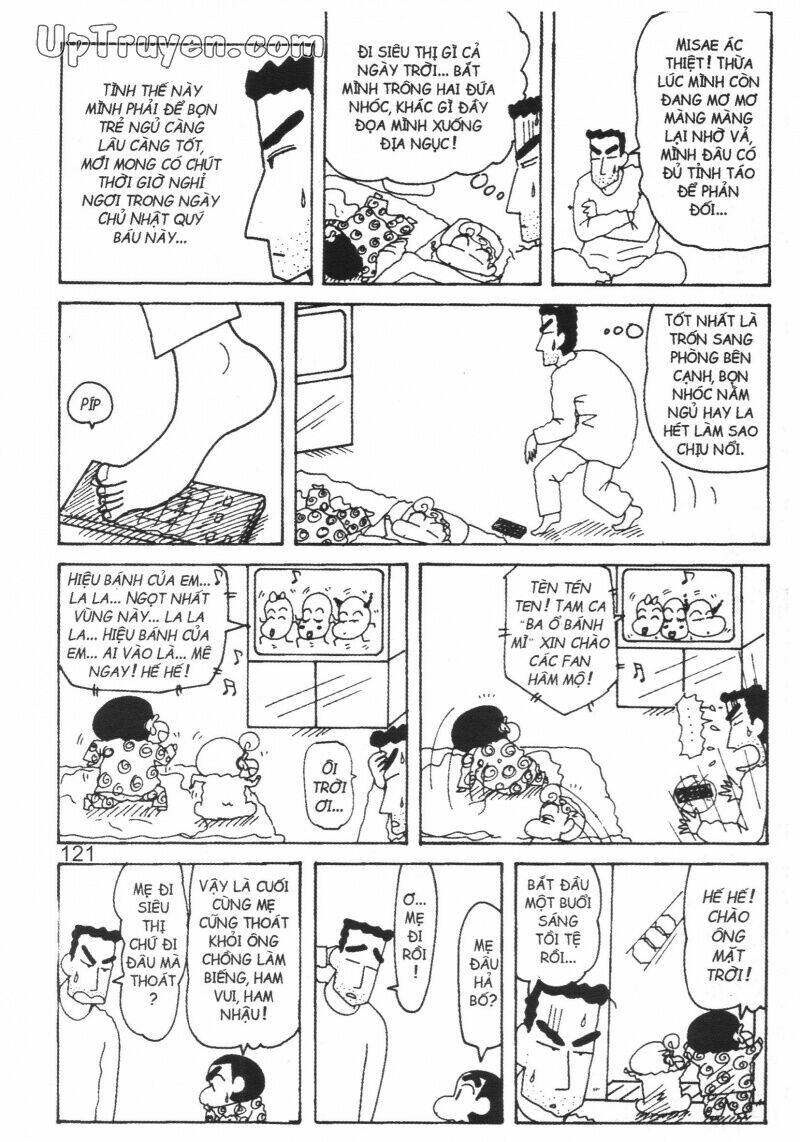 UpTruyen.com
MISAE ÁC
THIỆT! THỪA
LÚC MÌNH CÒN
ĐANG MƠ MƠ
MÀNG MÀNG
LẠI NHỜ VẢ,
MÌNH ĐÂU CÓ
ĐỦ TỈNH TÁO
ĐỂ PHẢN
ĐỐI...
ĐI SIÊU THỊ GÌ CẢ
NGÀY TRỜI... BẮT
MÌNH TRÔNG HAI ĐỨA
NHÓC, KHÁC GÌ ĐẨY
ĐỌA MÌNH XUỐNG
ĐỊA NGỤC!
TÌNH THẾ NÀY
MÌNH PHẢI ĐỂ BỌN
TRẺ NGỦ CÀNG
LÂU CÀNG TỐT,
MỚI MONG CÓ CHÚT
THỜI GIỜ NGHỈ
NGƠI TRONG NGÀY
CHỦ NHẬT QUÝ
BÁU NÀY...
TỐT NHẤT LÀ
TRỐN SANG
PHÒNG BÊN
CẠNH, BỌN
NHÓC NẰM
NGỦ HAY LA
HÉT LÀM SAO
CHỊU NỔI.
PÍP
TÈN TÉN
TEN! TAM CA
"BA Ổ BÁNH
MÌ" XIN CHÀO
CÁC FAN
HÂM MỘ!
HIỆU BÁNH CỦA EM...
LA LA... NGỌT NHẤT
VÙNG NÀY... LA LA
LA... HIỆU BÁNH CỦA
EM... AI VÀO LÀ... MÊ
NGAY! HẾ HẾ!
ÔI
TRỜI
ƠI...
121
HẾ HẾ!
CHÀO
ÔNG
MẶT
TRỜI!
BẮT ĐẦU
MỘT BUỔI
SÁNG
TỒI TỆ
RỒI...
MẸ
ĐÂU
HẢ
BỐ?
Ơ...
MẸ
ĐI
RỒI
!
VẬY LÀ CUỐI
CÙNG MẸ
CŨNG THOÁT
KHỎI ÔNG
CHỒNG LÀM
BIẾNG, HAM
VUI, HAM
NHẬU!
MẸ ĐI
SIÊU
THỊ
CHỨ ĐI
ĐÂU MÀ
THOÁT
?